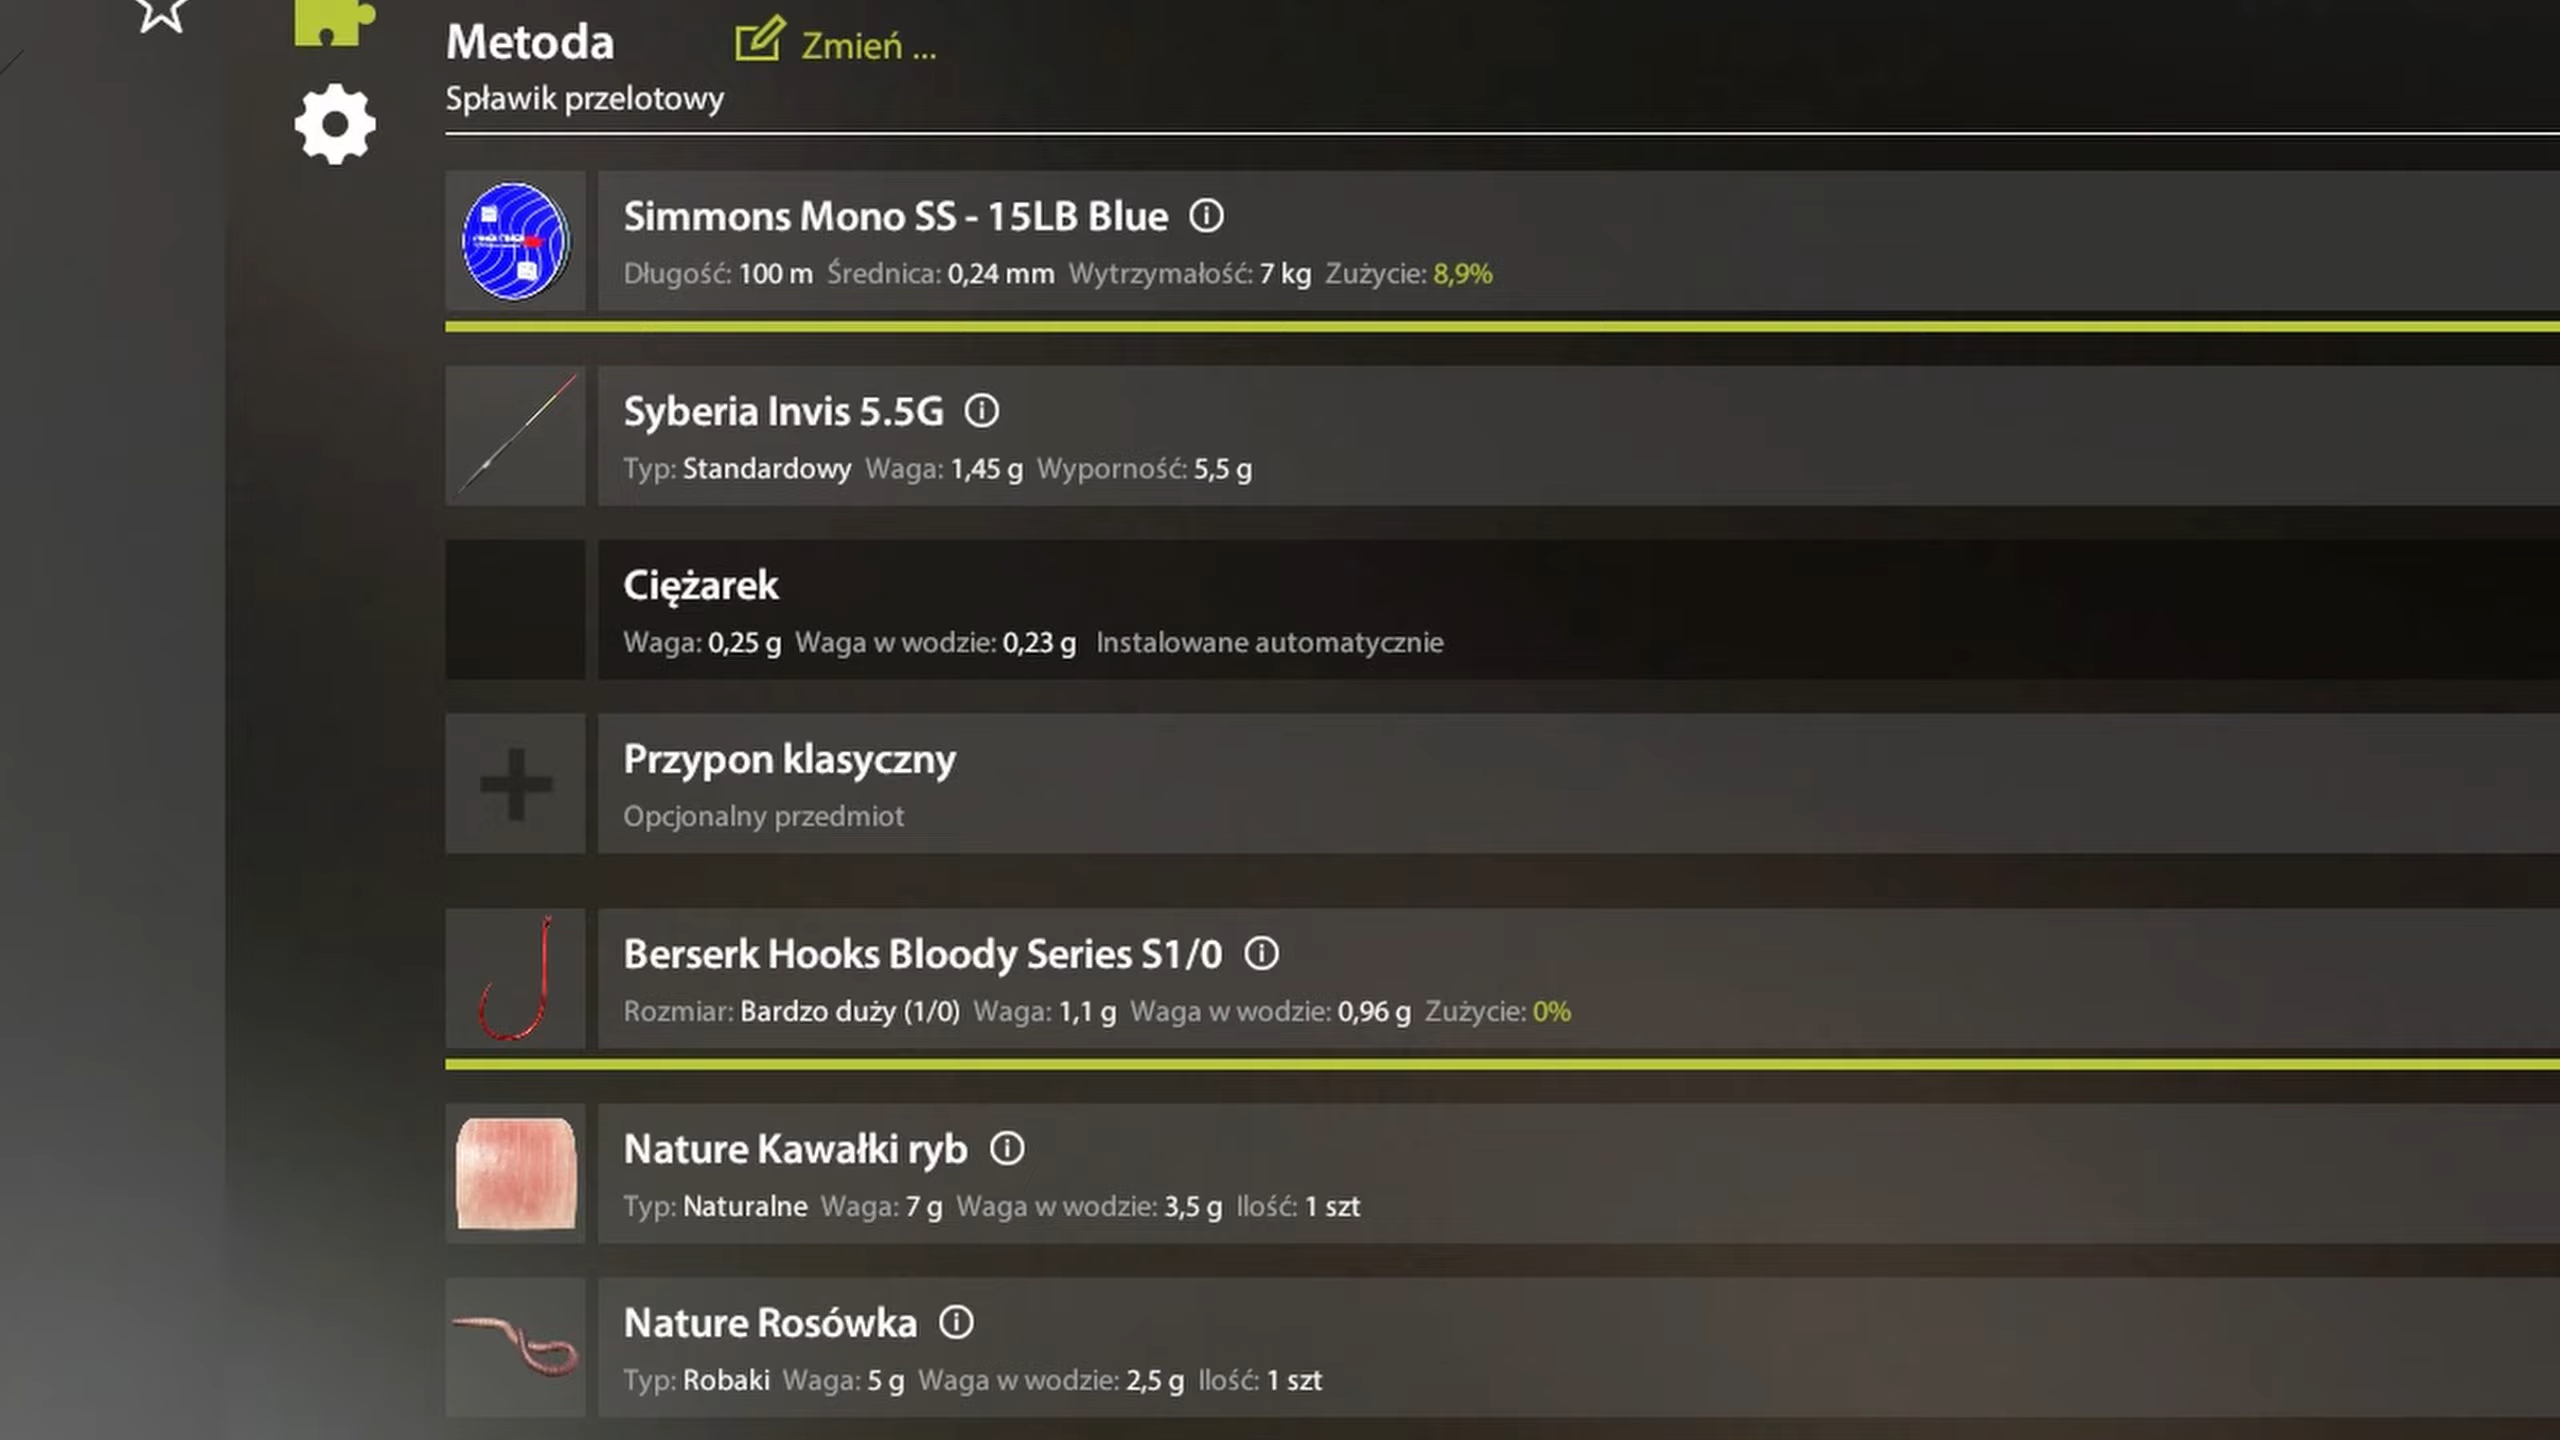 Metoda
Zmień ...
Spławik przelotowy
Simmons Mono SS - 15LB Blue
Długość: 100 m Średnica: 0,24 mm Wytrzymałość: 7 kg Zużycie: 8,9%
Syberia Invis 5.5G
Typ: Standardowy Waga: 1,45 g Wyporność: 5,5 g
Ciężarek
Waga: 0,25 g Waga w wodzie: 0,23 g Instalowane automatycznie
Przypon klasyczny
Opcjonalny przedmiot
Berserk Hooks Bloody Series S1/0
Rozmiar: Bardzo duży (1/0) Waga: 1,1 g Waga w wodzie: 0,96 g Zużycie: 0%
Nature Kawałki ryb
Typ: Naturalne Waga: 7 g Waga w wodzie: 3,5 g Ilość: 1 szt
Nature Rosówka
Typ: Robaki Waga: 5 g Waga w wodzie: 2,5 g Ilość: 1 szt